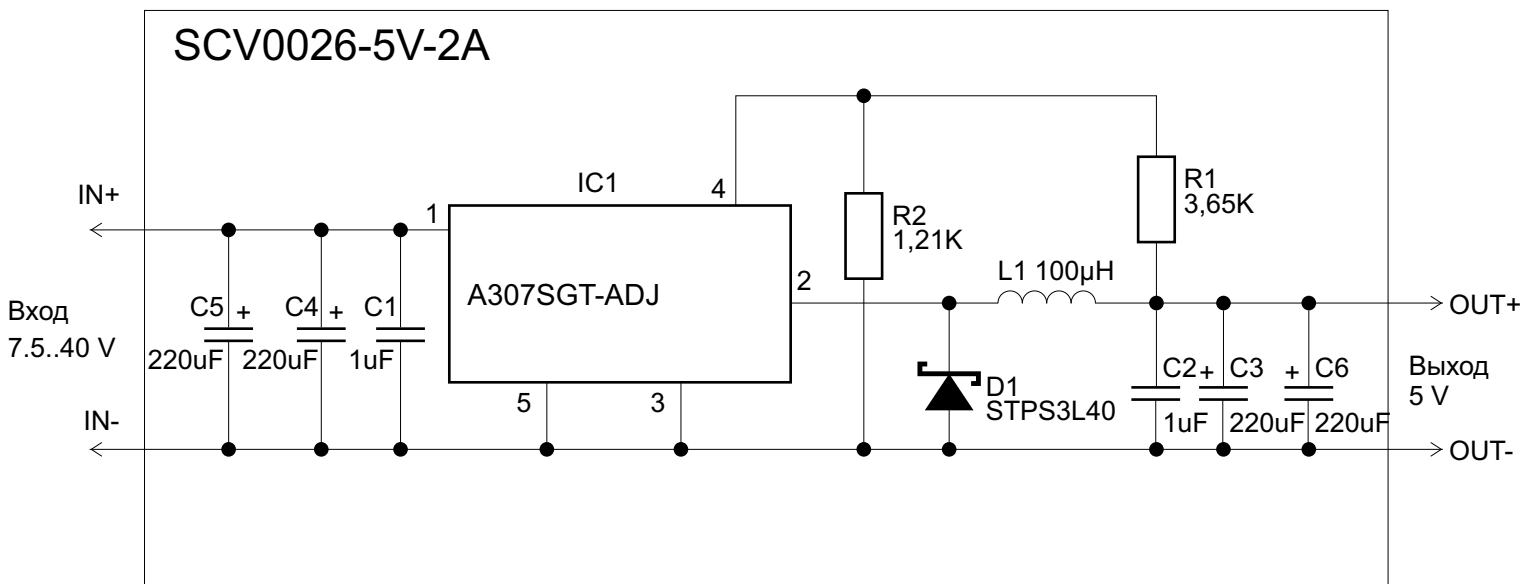 SCV0026-5V-2A
IN+
IC1
1
4
A307SGT-ADJ
2
5
3
R2
1,21K
R1
3,65K
L1 100µH
OUT+
Вход
7.5..40 V
C5 +
220uF
C4 +
220uF
C1
1uF
D1
STPS3L40
C2
1uF
+ C3
220uF
+ C6
220uF
Выход
5 V
IN-
OUT-